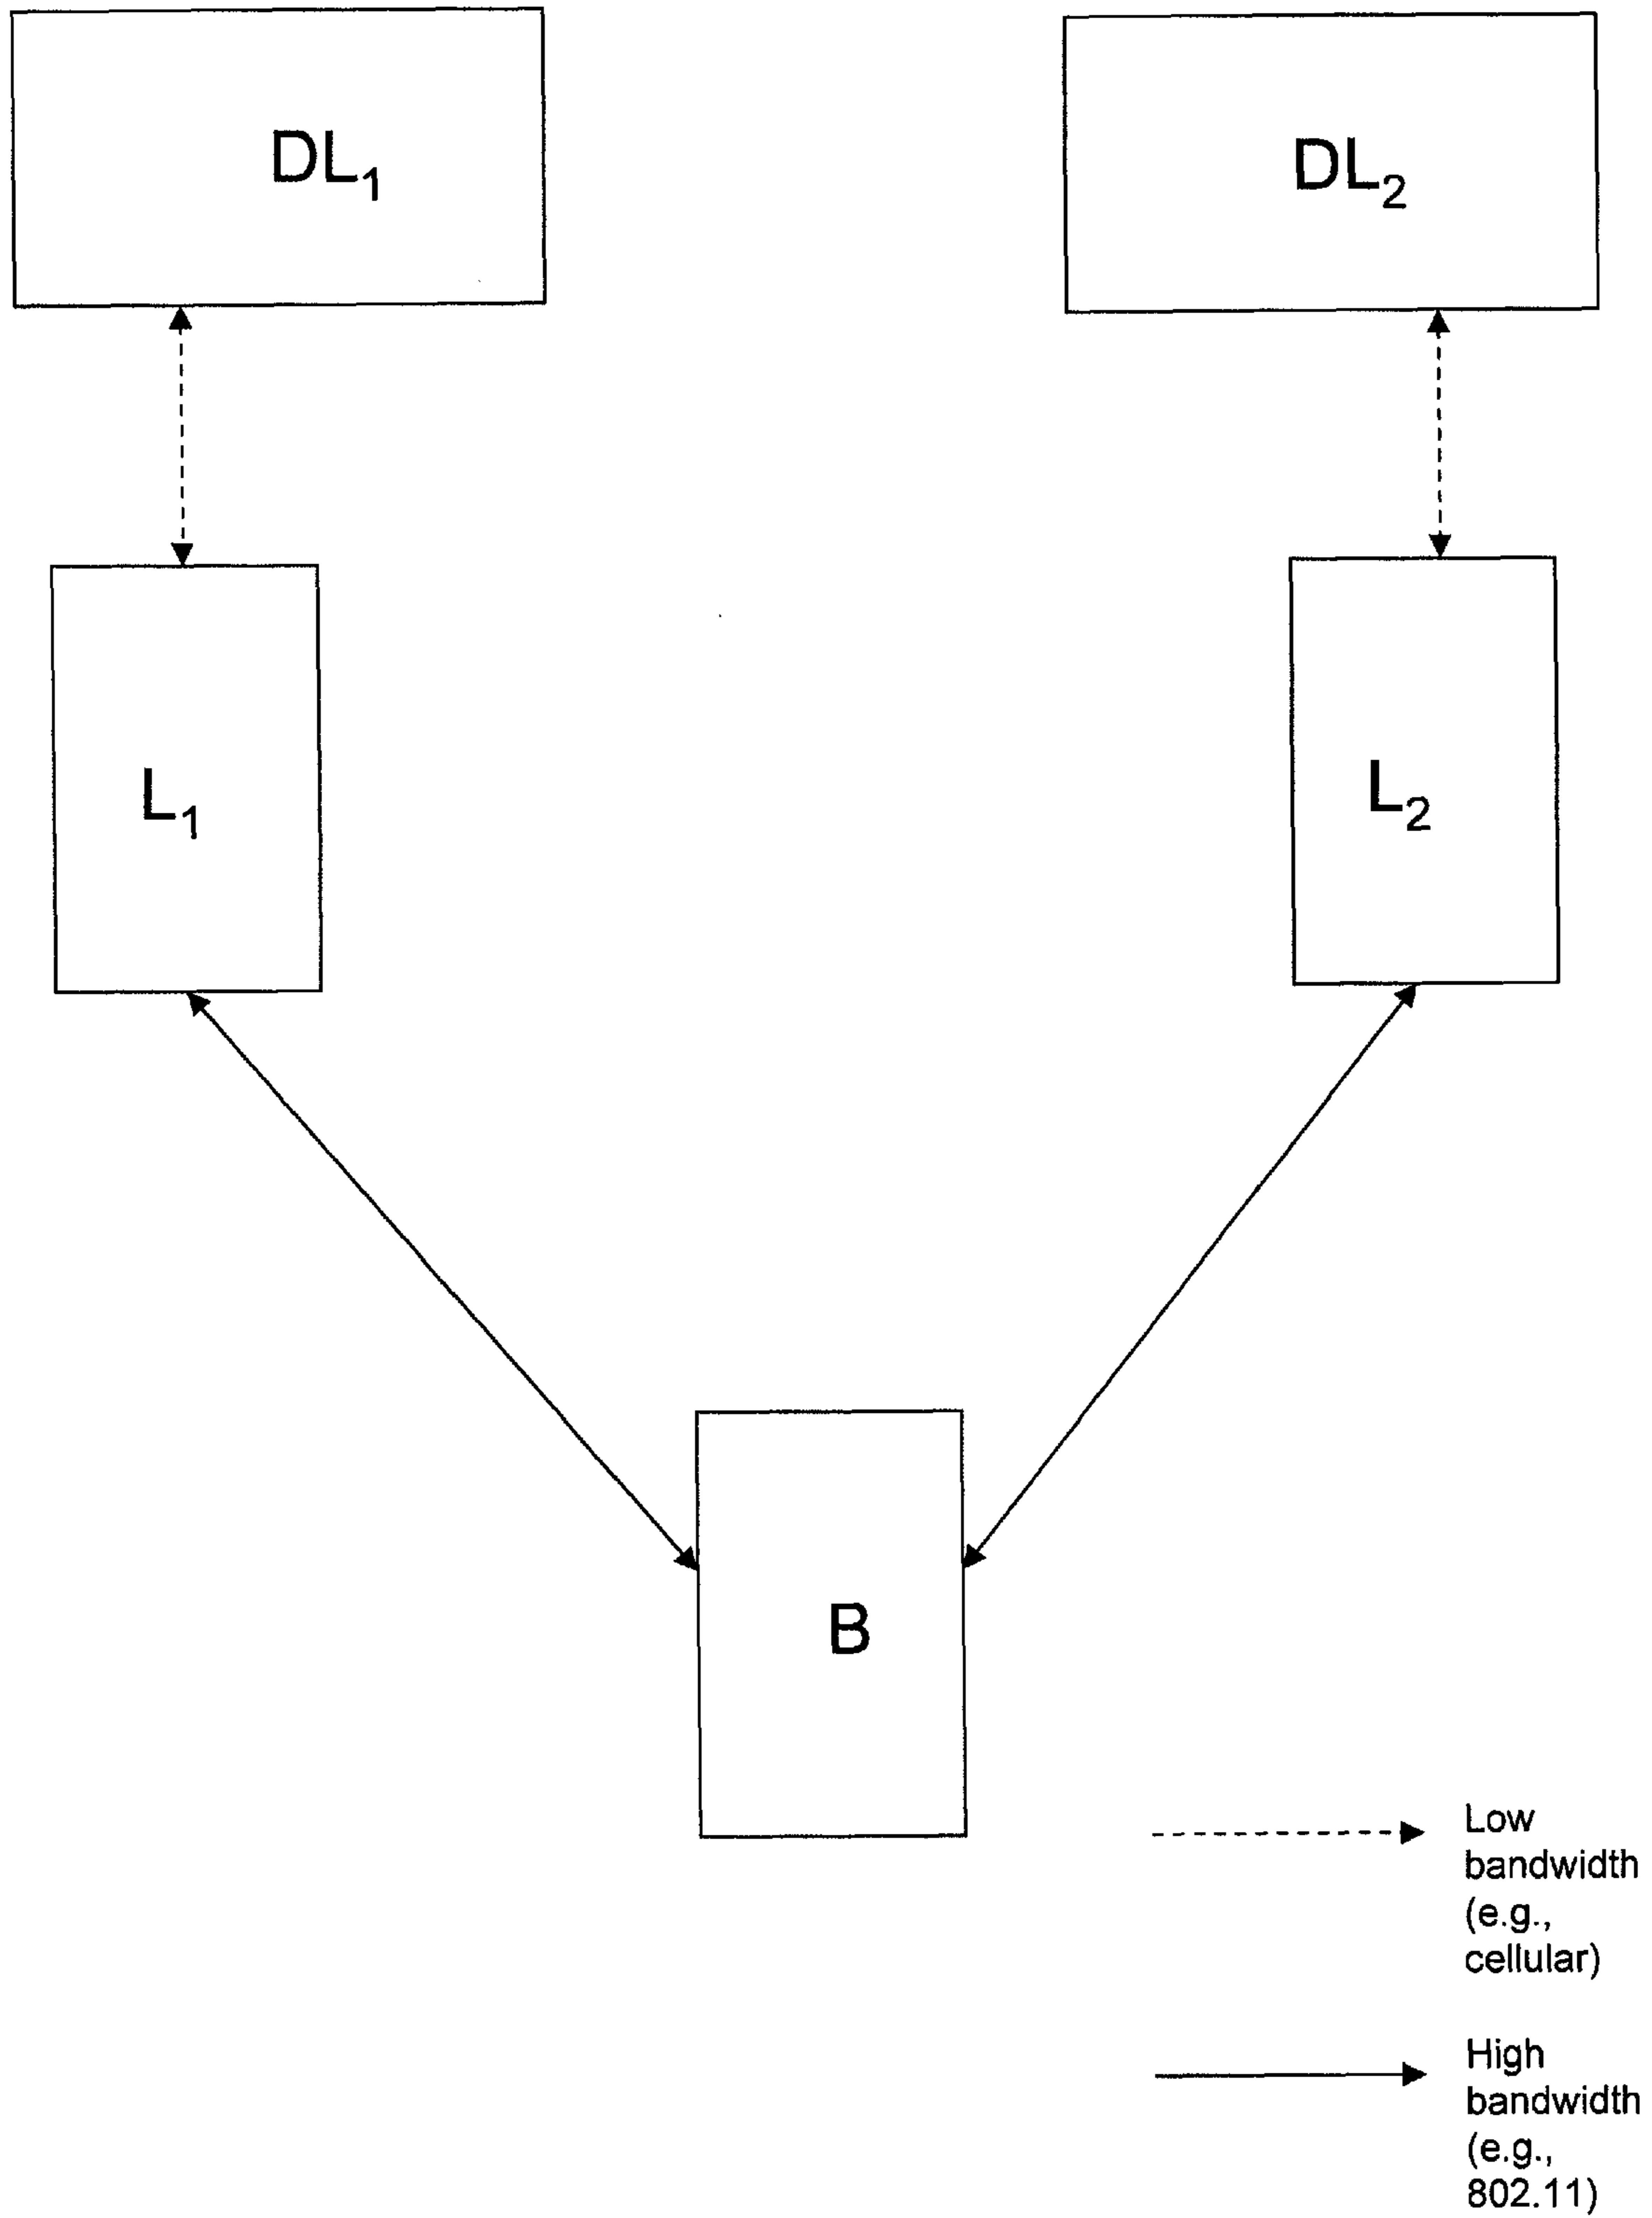 DL₁
DL₂
L₁
L₂
B
Low
bandwidth
(e.g.,
cellular)
High
bandwidth
(e.g.,
802.11)